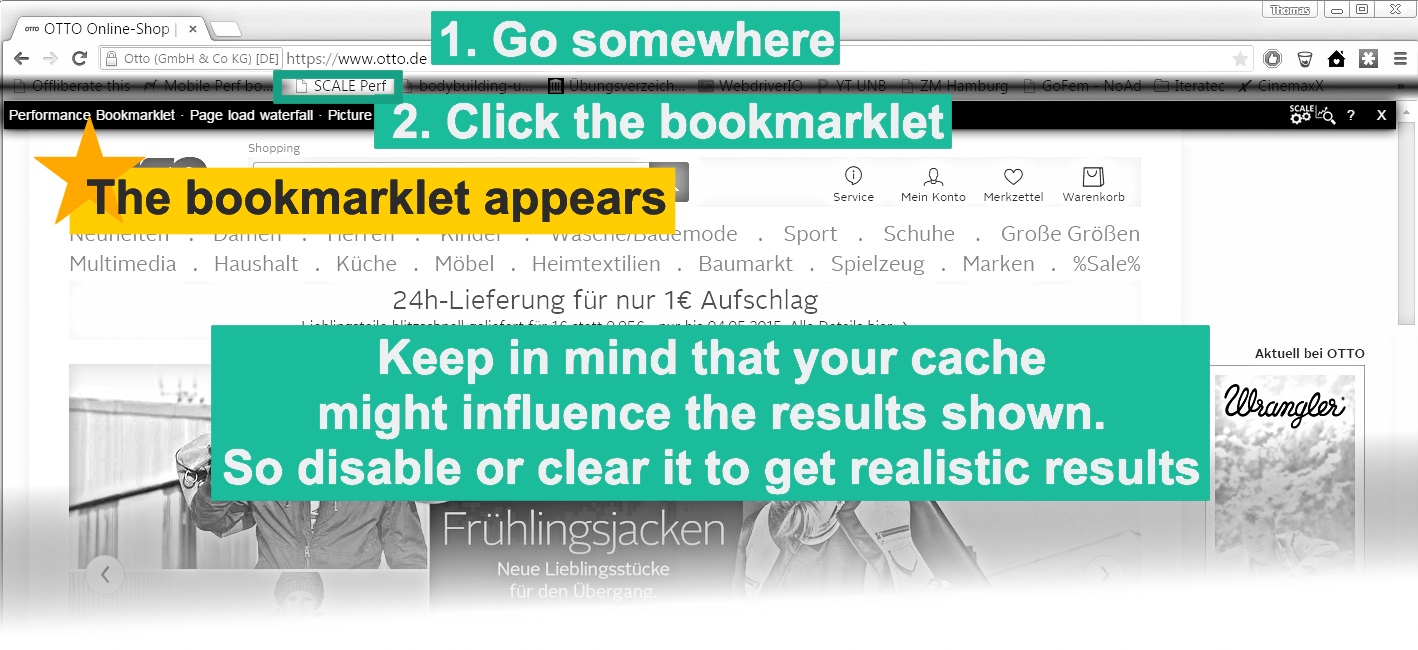 Thomas
OTTO Online-Shop |
1. Go somewhere
Otto (GmbH & Co KG) [DE] https://www.otto.de
Offliberate this Mobile Perf bo... SCALE Perf bodybuilding-u... Übungsverzeich... WebdriverIO YT UNB ZM Hamburg GoFem - NoAd Iteratec CinemaxX »
Performance Bookmarklet · Page load waterfall · Picture
SCALE ? X
2. Click the bookmarklet
Shopping
The bookmarklet appears
Service Mein Konto Merkzettel Warenkorb
Neuheiten . Damen . Herren . Kinder . Wäsche/Bademode . Sport . Schuhe . Große Größen
Multimedia . Haushalt . Küche . Möbel . Heimtextilien . Baumarkt . Spielzeug . Marken . %Sale%
24h-Lieferung für nur 1€ Aufschlag
Keep in mind that your cache
might influence the results shown.
So disable or clear it to get realistic results
Aktuell bei OTTO
Wrangler
Frühlingsjacken
Neue Lieblingsstücke
für den Übergang.